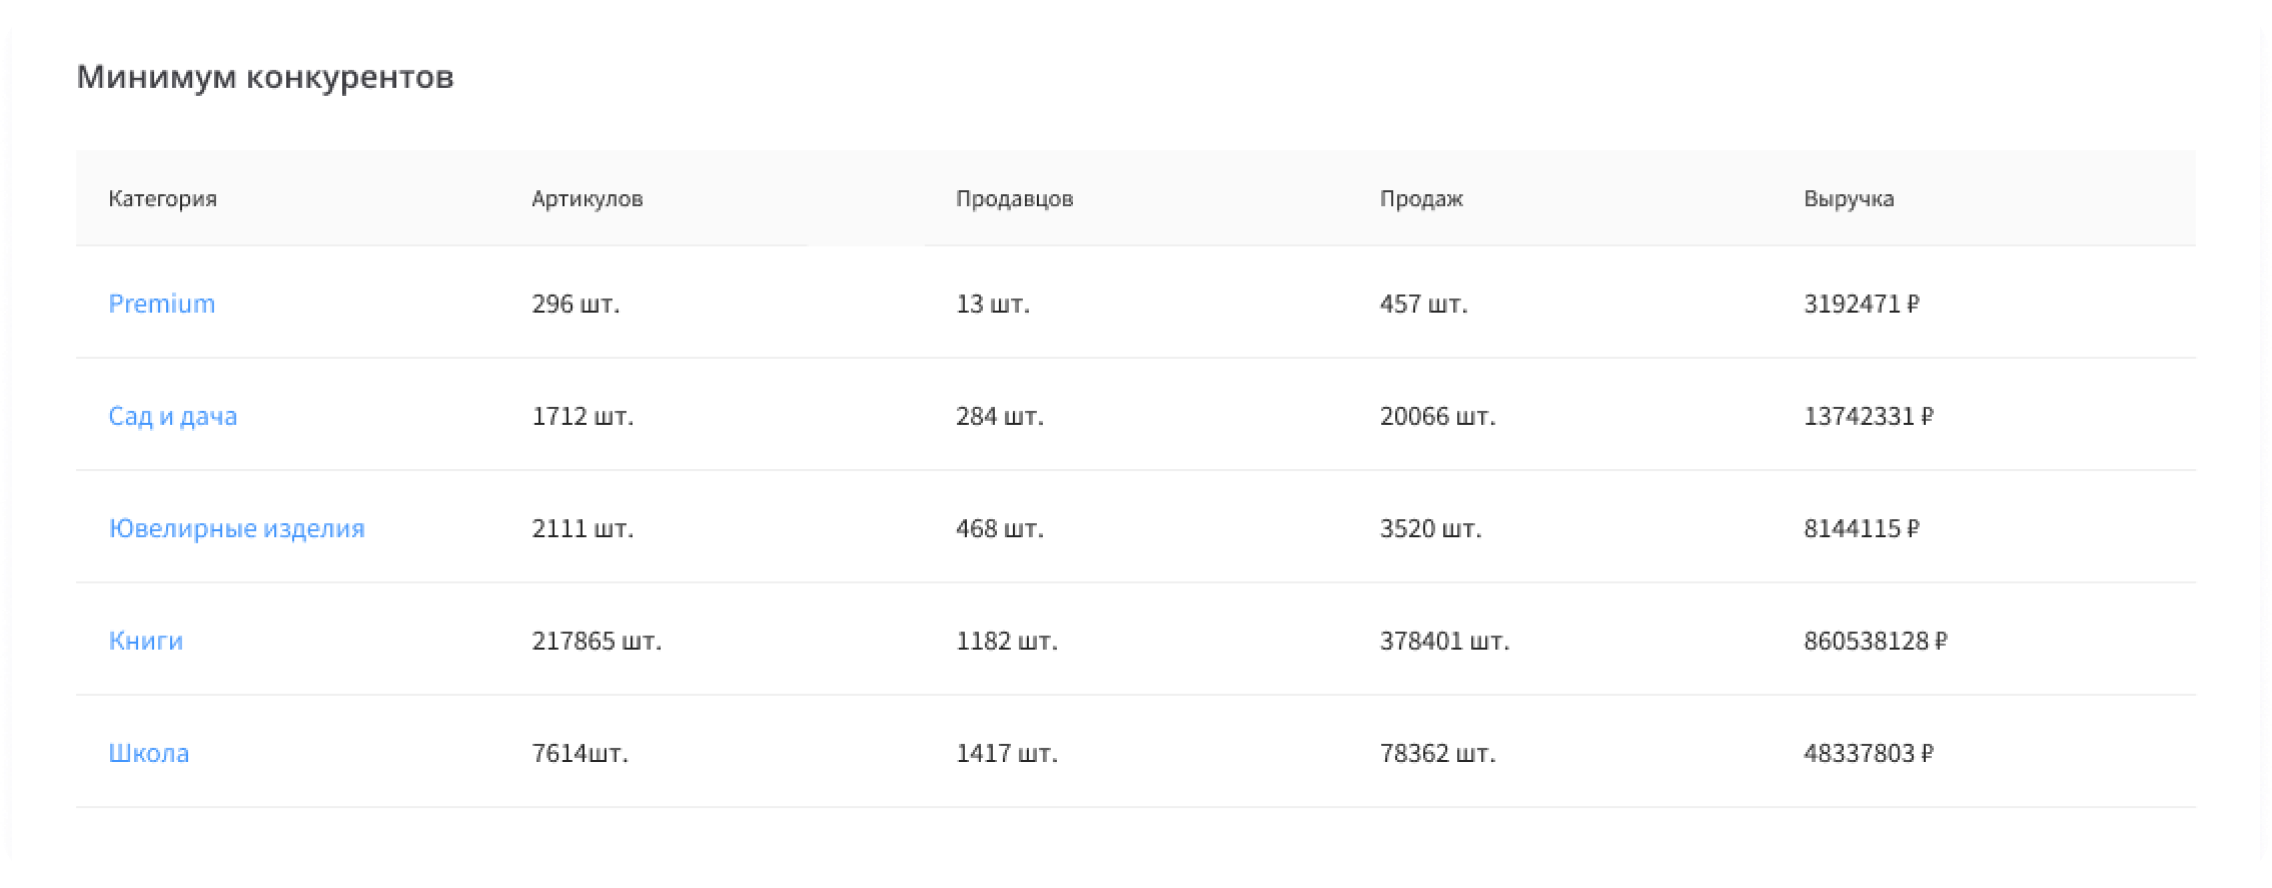 Минимум конкурентов
Категория Артикулов Продавцов Продаж Выручка
Premium 296 шт. 13 шт. 457 шт. 3192471 ₽
Сад и дача 1712 шт. 284 шт. 20066 шт. 13742331 ₽
Ювелирные изделия 2111 шт. 468 шт. 3520 шт. 8144115 ₽
Книги 217865 шт. 1182 шт. 378401 шт. 860538128 ₽
Школа 7614шт. 1417 шт. 78362 шт. 48337803 ₽